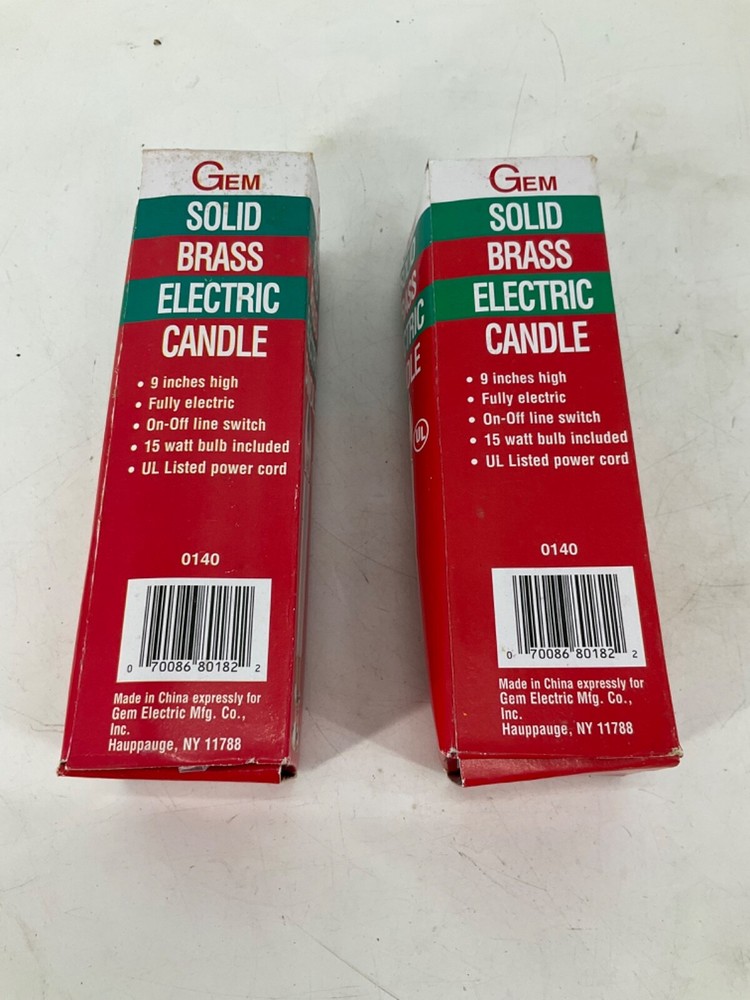 GEM
SOLID
BRASS
ELECTRIC
CANDLE
• 9 inches high
• Fully electric
• On-Off line switch
• 15 watt bulb included
• UL Listed power cord
0140
0 70086 80182 2
Made in China expressly for
Gem Electric Mfg. Co.,
Inc.
Hauppauge, NY 11788
GEM
SOLID
BRASS
ELECTRIC
CANDLE
• 9 inches high
• Fully electric
• On-Off line switch
• 15 watt bulb included
• UL Listed power cord
0140
0 70086 80182 2
Made in China expressly for
Gem Electric Mfg. Co.,
Inc.
Hauppauge, NY 11788
UL